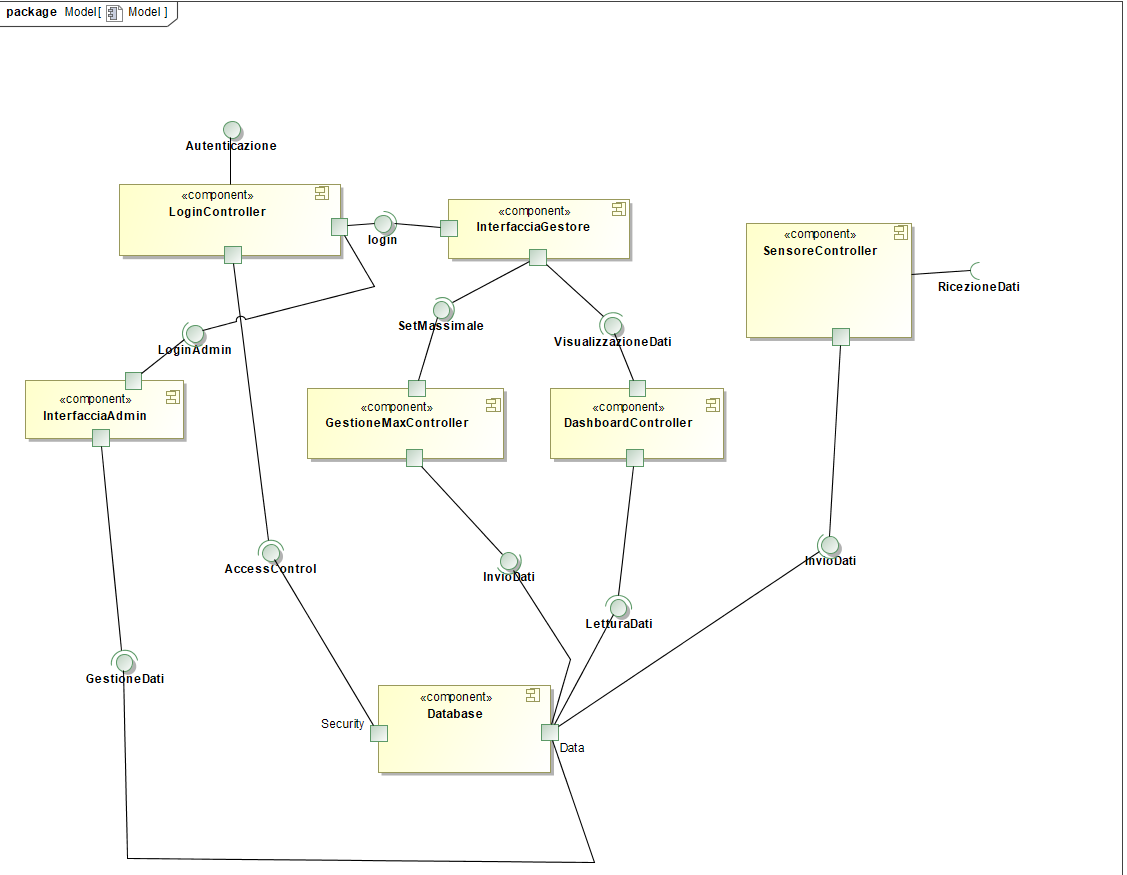 package Model[ Model ]
Autenticazione
«component»
LoginController
login
«component»
InterfacciaGestore
«component»
SensoreController
RicezioneDati
SetMassimale
VisualizzazioneDati
LoginAdmin
«component»
InterfacciaAdmin
«component»
GestioneMaxController
«component»
DashboardController
AccessControl
InvioDati
InvioDati
LetturaDati
GestioneDati
«component»
Database
Security
Data